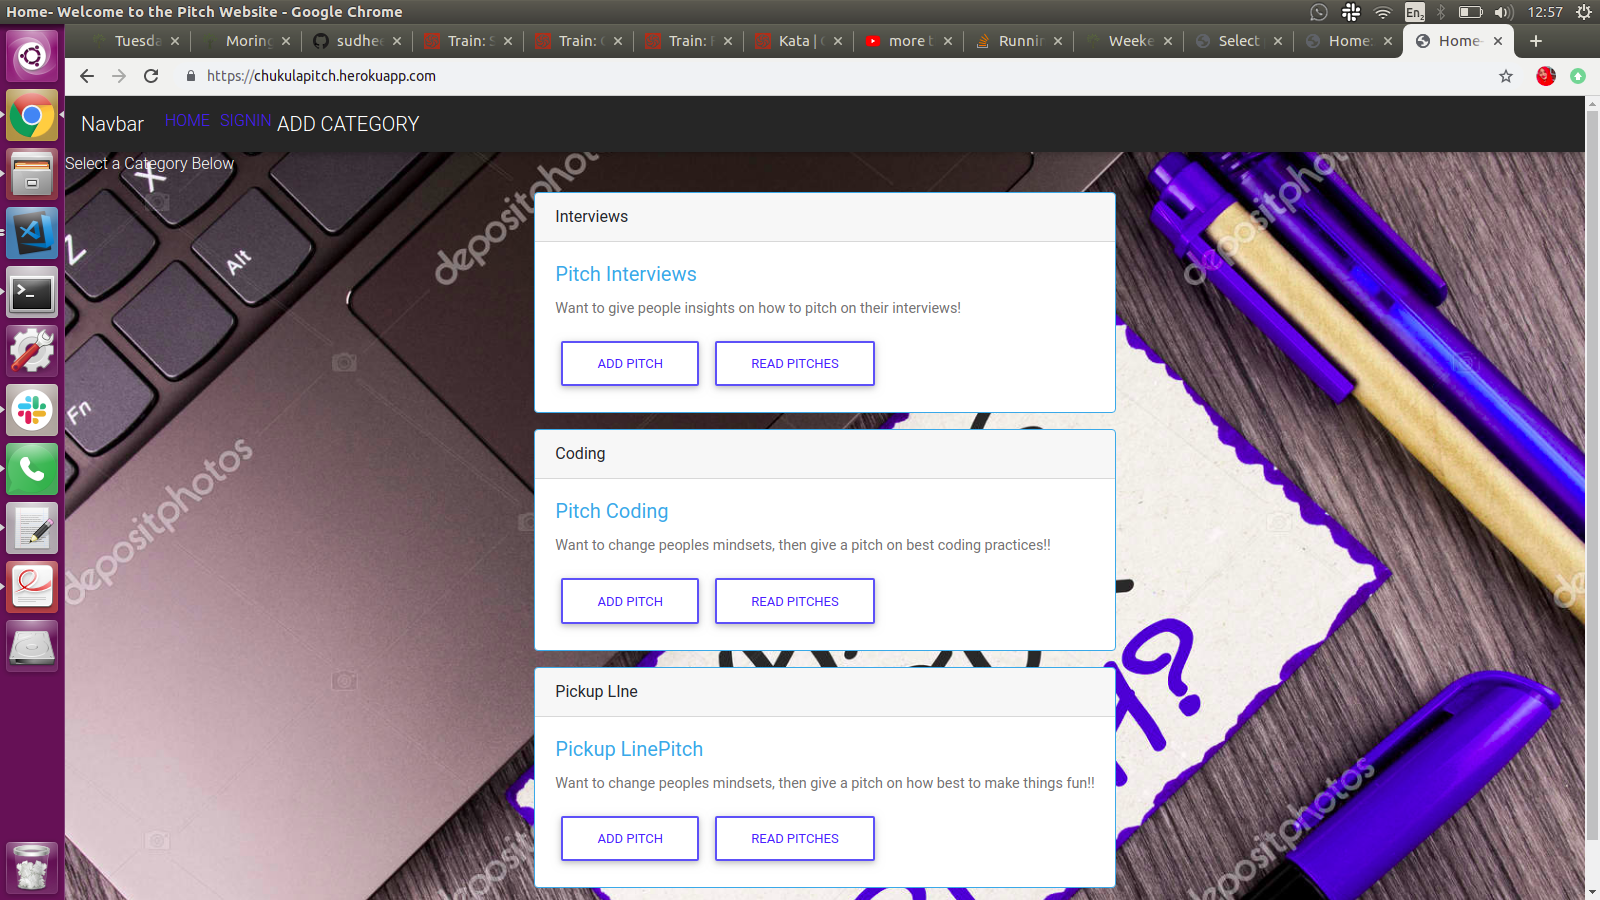 Home- Welcome to the Pitch Website - Google Chrome
En2 12:57
Tuesda Moring sudhe Train: S Train: Train: F Kata | more t Runnin Weeke Select Home: Home-
https://chukulapitch.herokuapp.com
Navbar HOME SIGNIN ADD CATEGORY
Select a Category Below
Interviews
Pitch Interviews
Want to give people insights on how to pitch on their interviews!
ADD PITCH READ PITCHES
Coding
Pitch Coding
Want to change peoples mindsets, then give a pitch on best coding practices!!
ADD PITCH READ PITCHES
Pickup LIne
Pickup LinePitch
Want to change peoples mindsets, then give a pitch on how best to make things fun!!
ADD PITCH READ PITCHES
X
Z
Alt
Fn
depositphotos
depositphotos
depositphotos
depositphotos